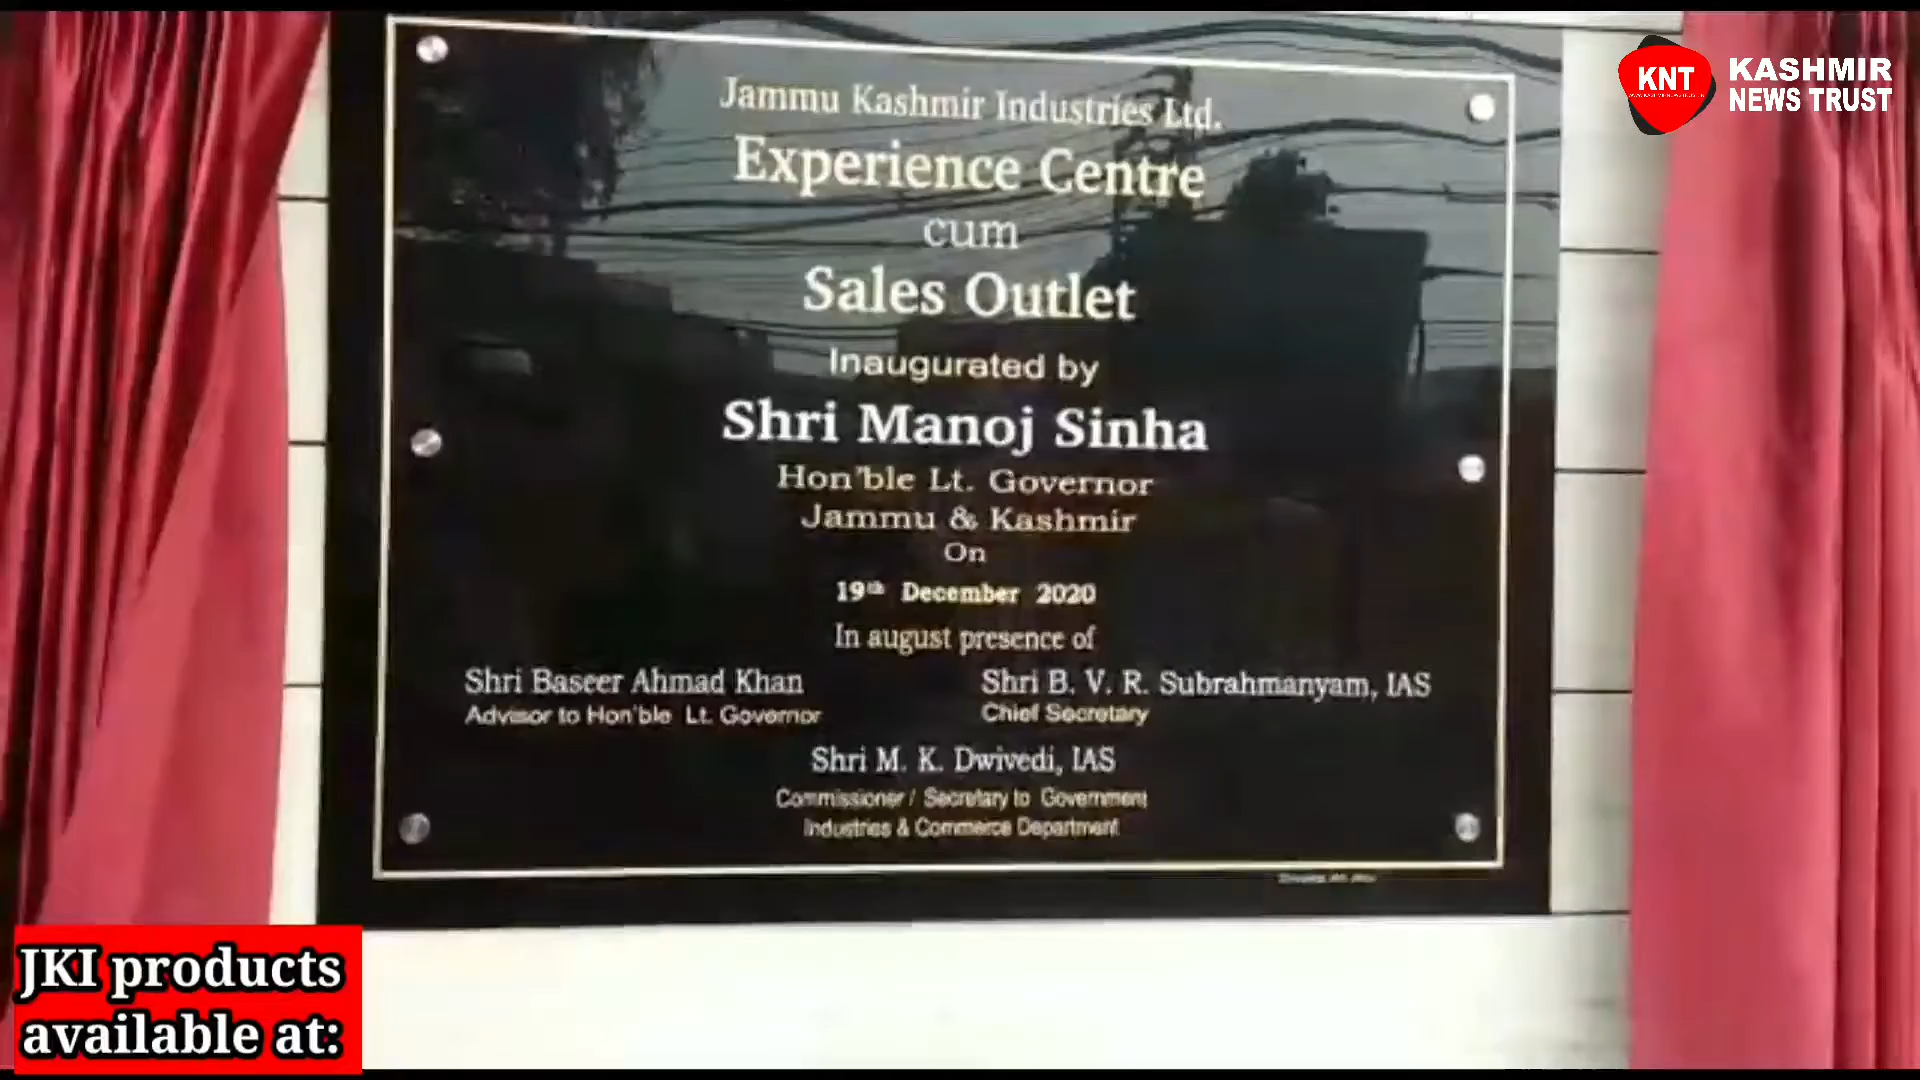 KNT
KASHMIR
NEWS TRUST
Jammu Kashmir Industries Ltd.
Experience Centre
cum
Sales Outlet
Inaugurated by
Shri Manoj Sinha
Hon'ble Lt. Governor
Jammu & Kashmir
On
19th December 2020
In august presence of
Shri Baseer Ahmad Khan
Advisor to Hon'ble Lt. Governor
Shri B. V. R. Subrahmanyam, IAS
Chief Secretary
Shri M. K. Dwivedi, IAS
Commissioner / Secretary to Government
Industries & Commerce Department
JKI products
available at: